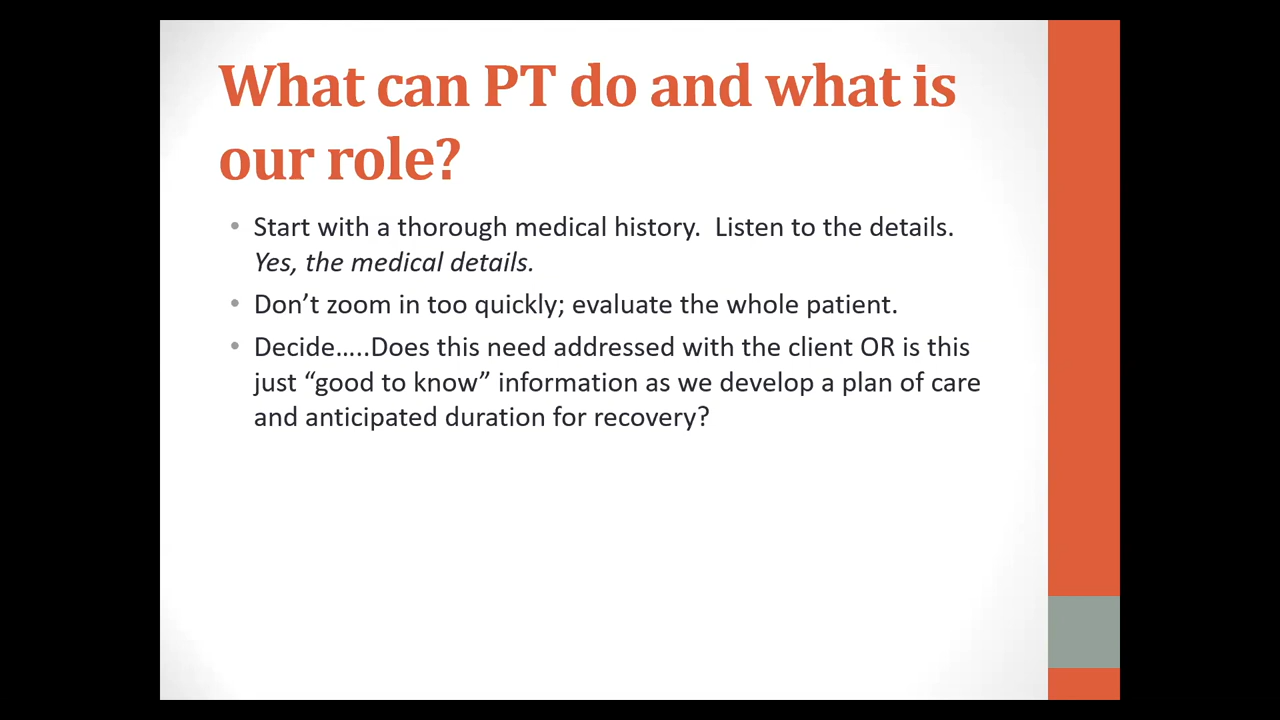 What can PT do and what is
our role?
• Start with a thorough medical history.  Listen to the details.
Yes, the medical details.
• Don’t zoom in too quickly; evaluate the whole patient.
• Decide…..Does this need addressed with the client OR is this
just “good to know” information as we develop a plan of care
and anticipated duration for recovery?